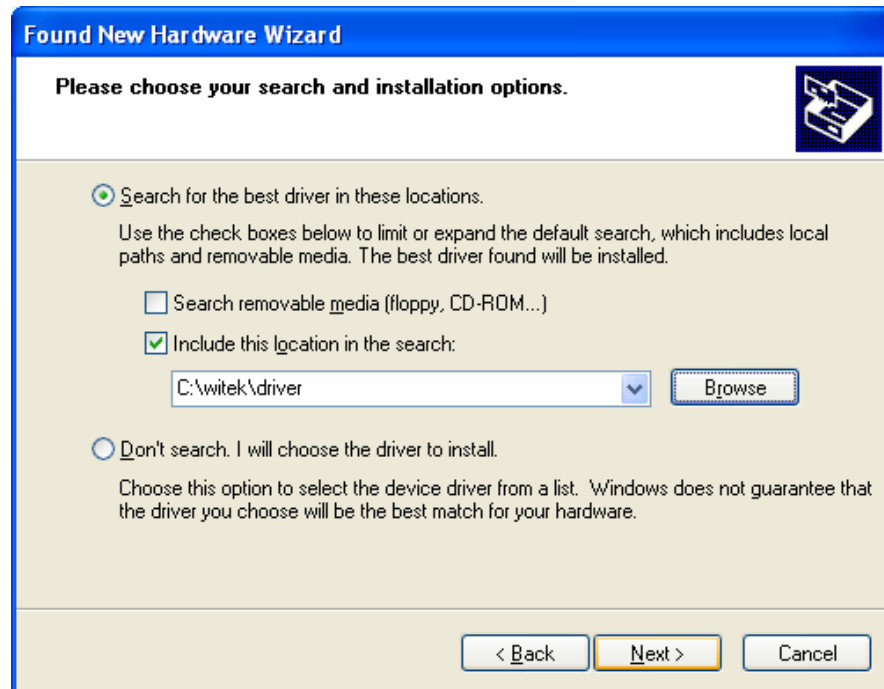 Found New Hardware Wizard
Please choose your search and installation options.
Search for the best driver in these locations.
Use the check boxes below to limit or expand the default search, which includes local
paths and removable media. The best driver found will be installed.
Search removable media (floppy, CD-ROM...)
Include this location in the search:
C:\witek\driver
Browse
Don't search. I will choose the driver to install.
Choose this option to select the device driver from a list. Windows does not guarantee that
the driver you choose will be the best match for your hardware.
< Back Next > Cancel